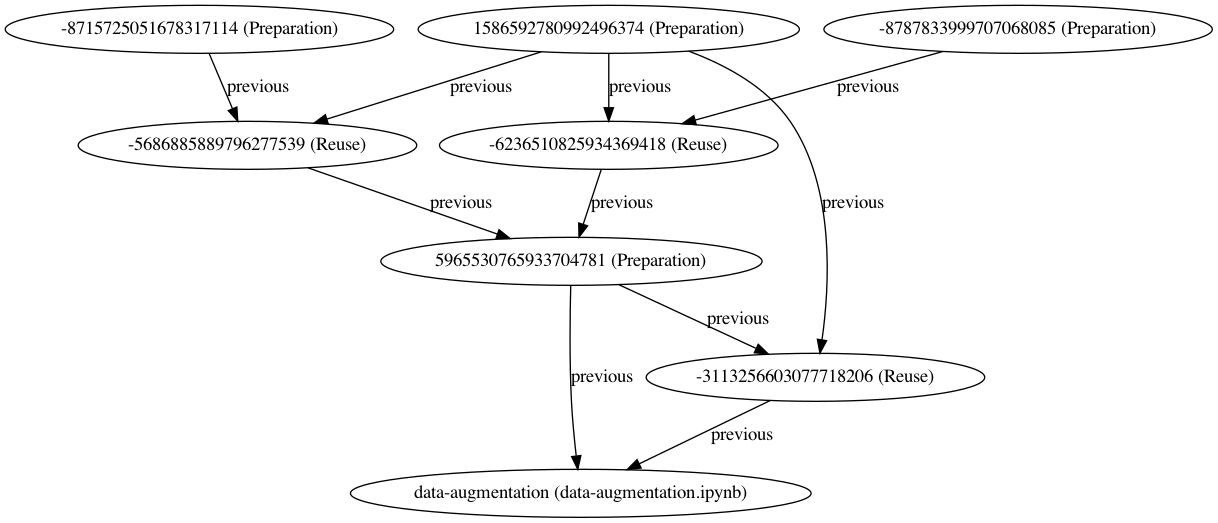 -8715725051678317114 (Preparation)
1586592780992496374 (Preparation)
-8787833999707068085 (Preparation)
previous
previous
previous
previous
-5686885889796277539 (Reuse)
-6236510825934369418 (Reuse)
previous
previous
previous
5965530765933704781 (Preparation)
previous
previous
-3113256603077718206 (Reuse)
previous
data-augmentation (data-augmentation.ipynb)